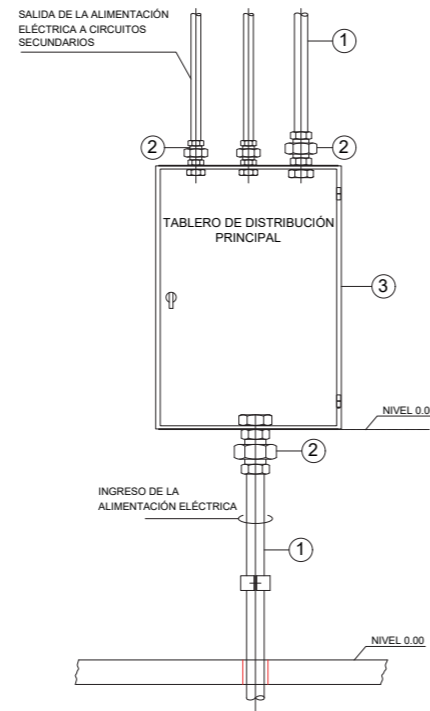 SALIDA DE LA ALIMENTACIÓN
ELÉCTRICA A CIRCUITOS
SECUNDARIOS
1
2
2
TABLERO DE DISTRIBUCIÓN
PRINCIPAL
3
NIVEL 0.0
2
INGRESO DE LA
ALIMENTACIÓN ELÉCTRICA
1
NIVEL 0.00